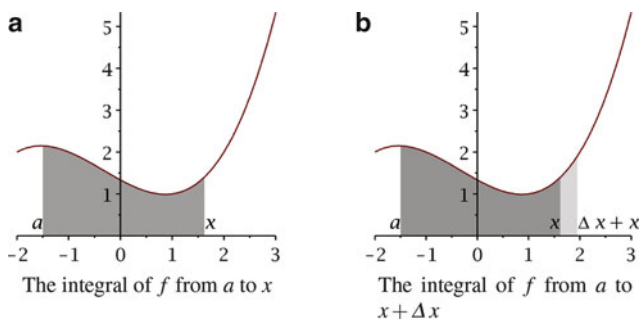 a
5
4
3
2
1
a
x
-2 -1 0 1 2 3
The integral of f from a to x
b
5
4
3
2
1
a
x
Δ x + x
-2 -1 0 1 2 3
The integral of f from a to
x + Δ x